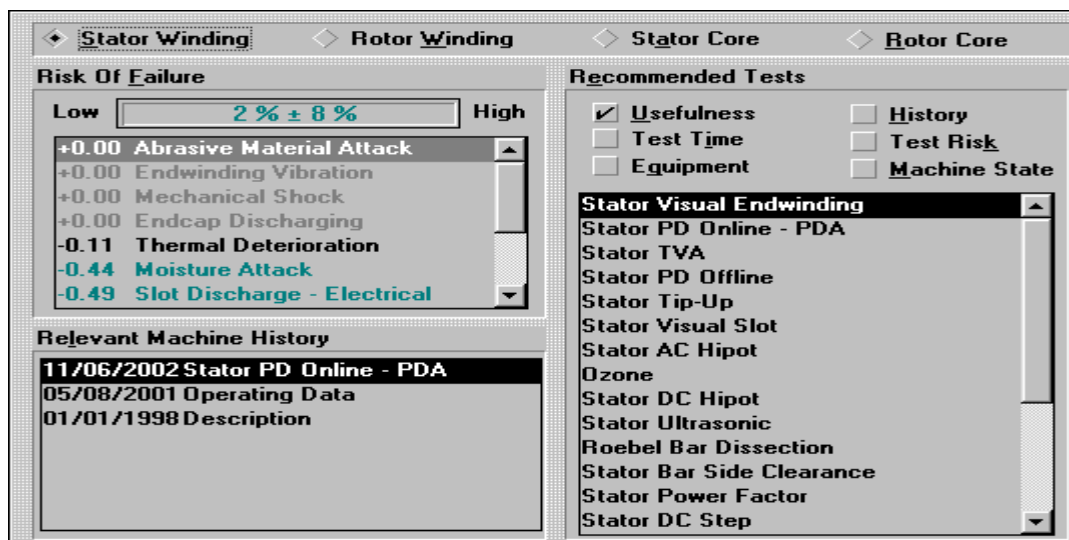 Stator Winding Rotor Winding Stator Core Rotor Core
Risk Of Failure
Low 2 % ± 8 % High
+0.00 Abrasive Material Attack
+0.00 Endwinding Vibration
+0.00 Mechanical Shock
+0.00 Endcap Discharging
-0.11 Thermal Deterioration
-0.44 Moisture Attack
-0.49 Slot Discharge - Electrical
Relevant Machine History
11/06/2002 Stator PD Online - PDA
05/08/2001 Operating Data
01/01/1998 Description
Recommended Tests
Usefulness History
Test Time Test Risk
Equipment Machine State
Stator Visual Endwinding
Stator PD Online - PDA
Stator TVA
Stator PD Offline
Stator Tip-Up
Stator Visual Slot
Stator AC Hipot
Ozone
Stator DC Hipot
Stator Ultrasonic
Roebel Bar Dissection
Stator Bar Side Clearance
Stator Power Factor
Stator DC Step